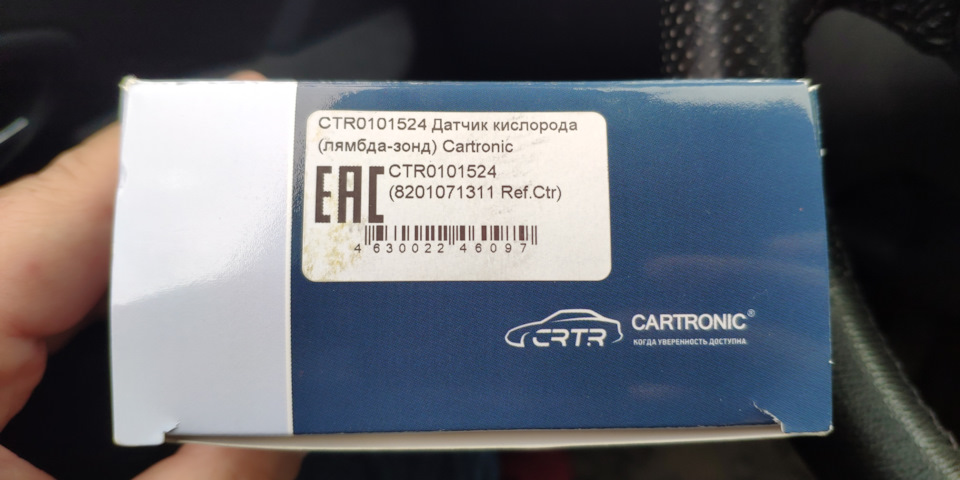 CTR0101524 Датчик кислорода
(лямбда-зонд) Cartronic
EAC
CTR0101524
(8201071311 Ref.Ctr)
4 630022 46097
CRTR
CARTRONIC®
КОГДА УВЕРЕННОСТЬ ДОСТУПНА